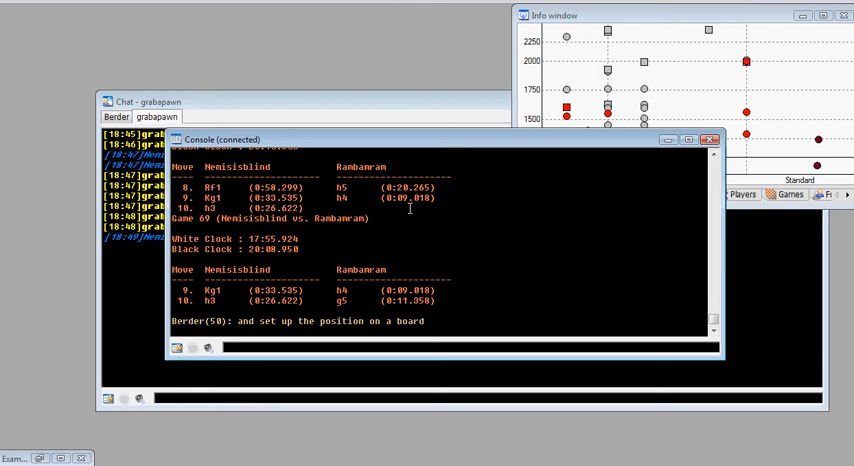 Info window
2250
2000
1750
1500
Standard
Players
Games
Chat - grabapawn
Berder grabapawn
[18:45]grab
[18:46]grab
[18:47]Nemi
[18:47]Nemi
[18:47]grab
[18:47]grab
[18:47]grab
[18:47]grab
[18:48]grab
[18:48]grab
[18:49]Nemi
Console (connected)
Move Nemisisblind Rambamram
---- ---------------------- ----------------------
8. Rf1 (0:58.299) h5 (0:20.265)
9. Kg1 (0:33.535) h4 (0:09.018)
10. h3 (0:26.622)
Game 69 (Nemisisblind vs. Rambamram)
White Clock : 17:55.924
Black Clock : 20:08.950
Move Nemisisblind Rambamram
---- ---------------------- ----------------------
9. Kg1 (0:33.535) h4 (0:09.018)
10. h3 (0:26.622) g5 (0:11.358)
Berder(50): and set up the position on a board
Exam...